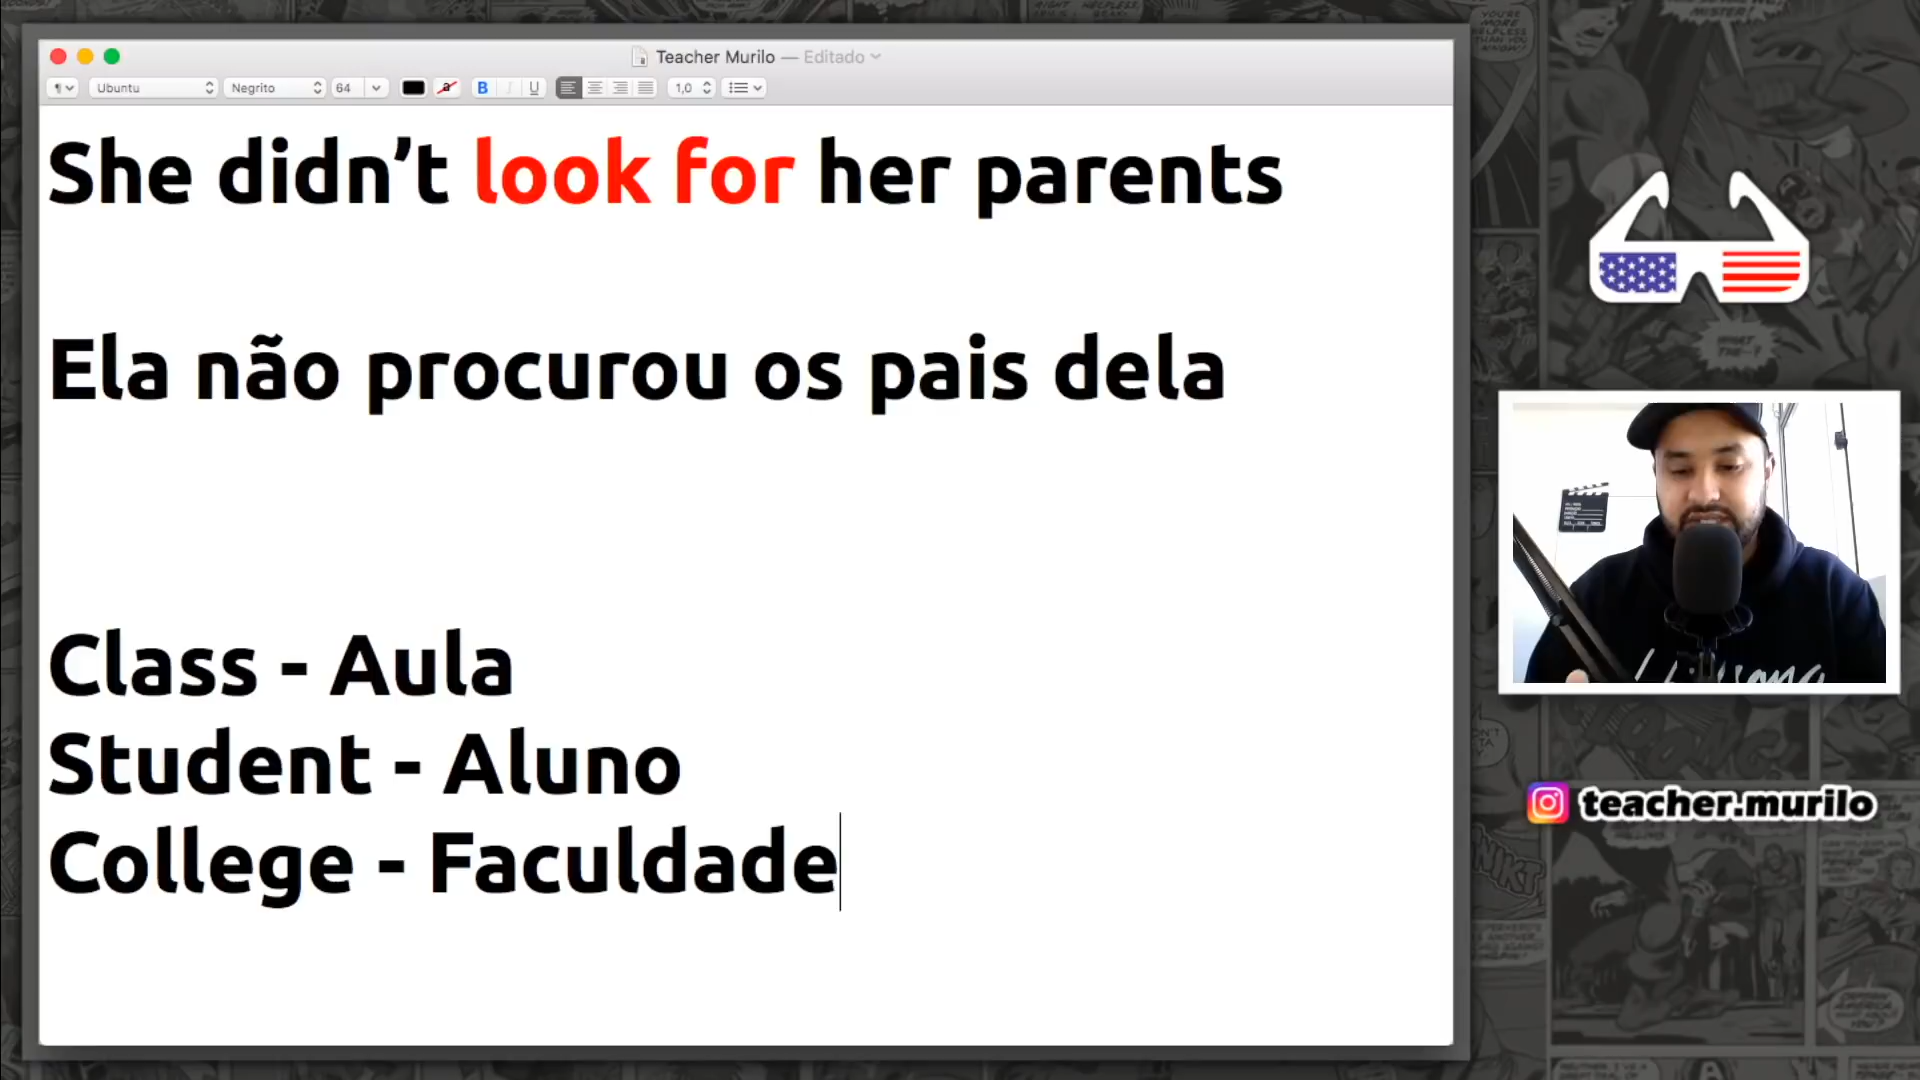 Teacher Murilo — Editado
Ubuntu
Negrito
64
B
U
1,0
She didn’t look for her parents
Ela não procurou os pais dela
Class - Aula
Student - Aluno
College - Faculdade
teacher.murilo